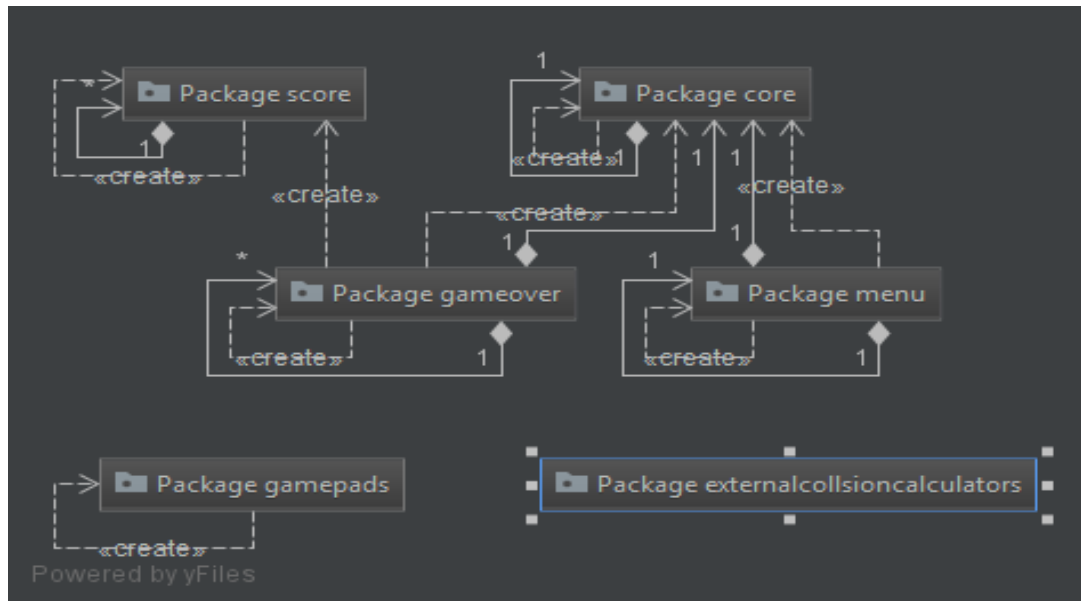 1
* Package score
Package core
1
«create» 1
1
1
«create»
«create»
«create»
«create»
1
1
*
1
Package gameover
Package menu
«create»
1
«create»
1
Package gamepads
Package externalcollsioncalculators
«create»
Powered by yFiles